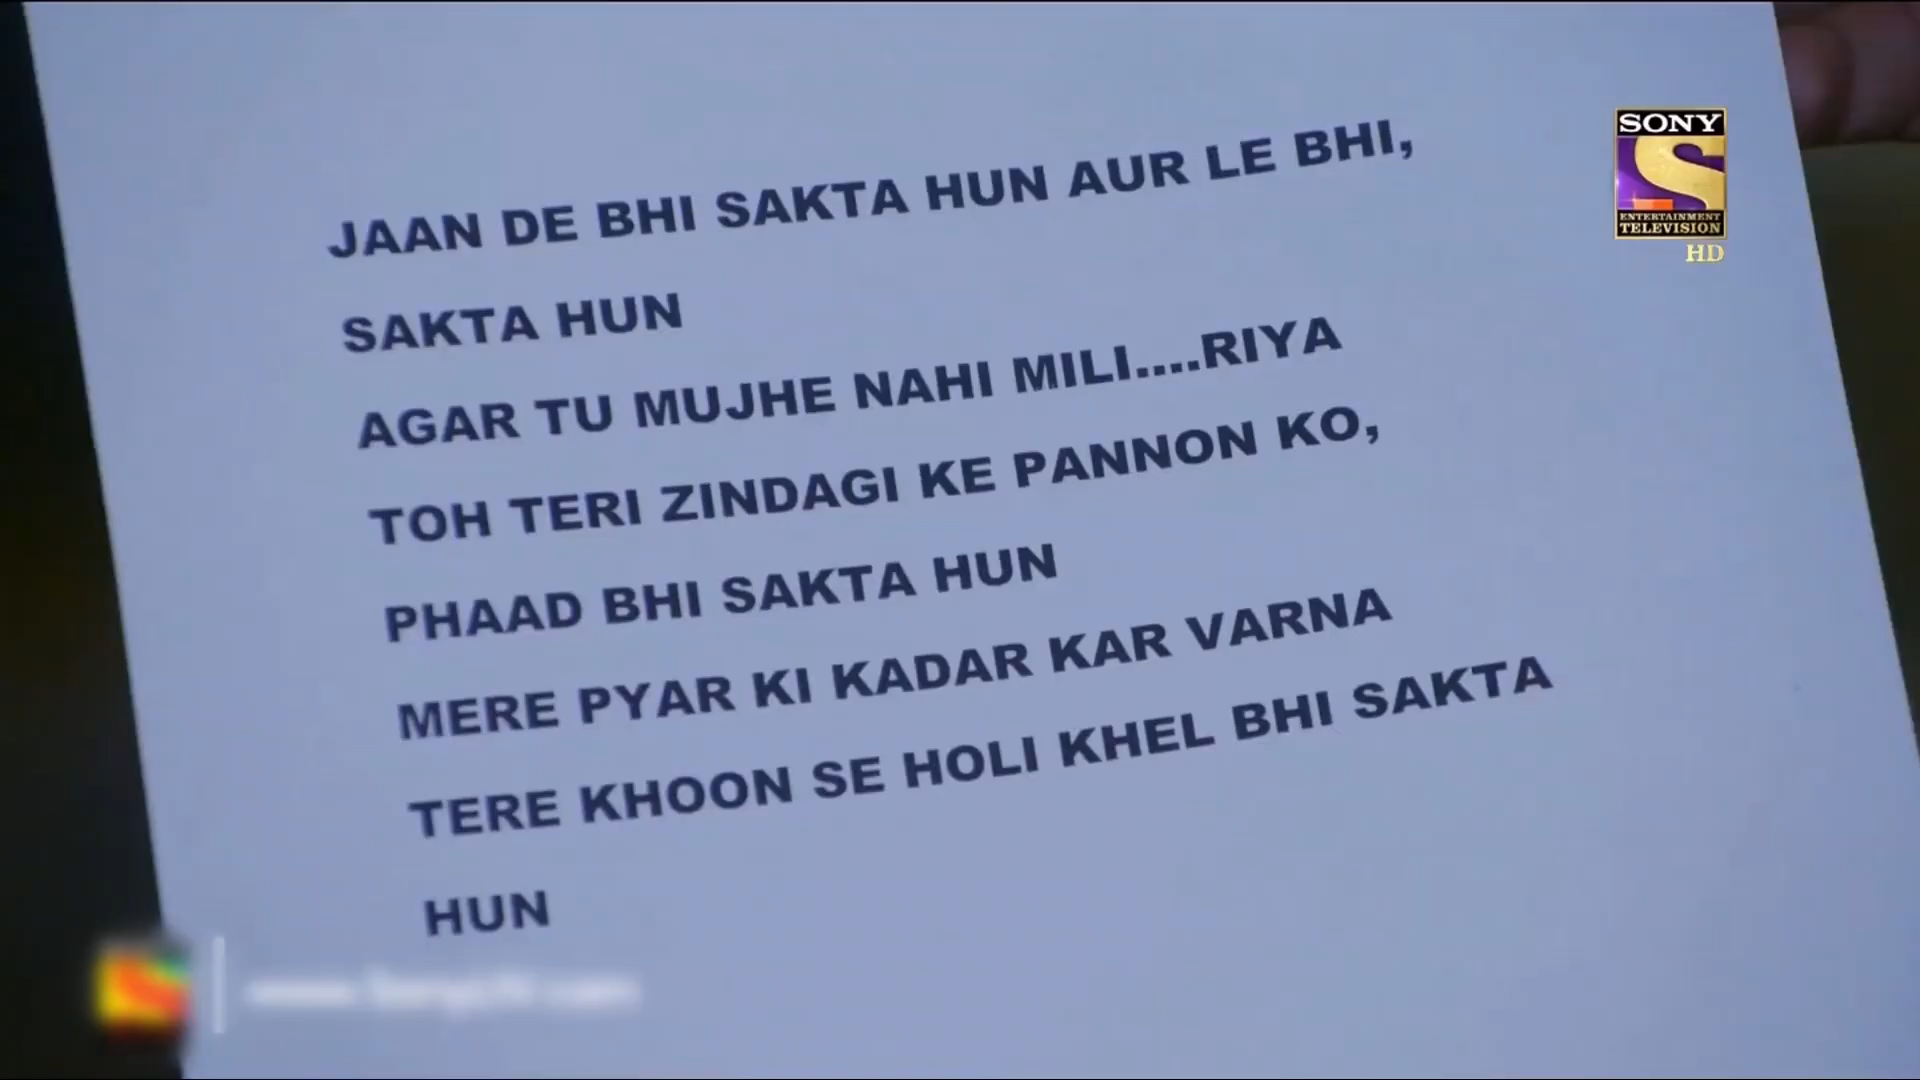 JAAN DE BHI SAKTA HUN AUR LE BHI,
SAKTA HUN
AGAR TU MUJHE NAHI MILI....RIYA
TOH TERI ZINDAGI KE PANNON KO,
PHAAD BHI SAKTA HUN
MERE PYAR KI KADAR KAR VARNA
TERE KHOON SE HOLI KHEL BHI SAKTA
HUN
SONY
ENTERTAINMENT
TELEVISION
HD